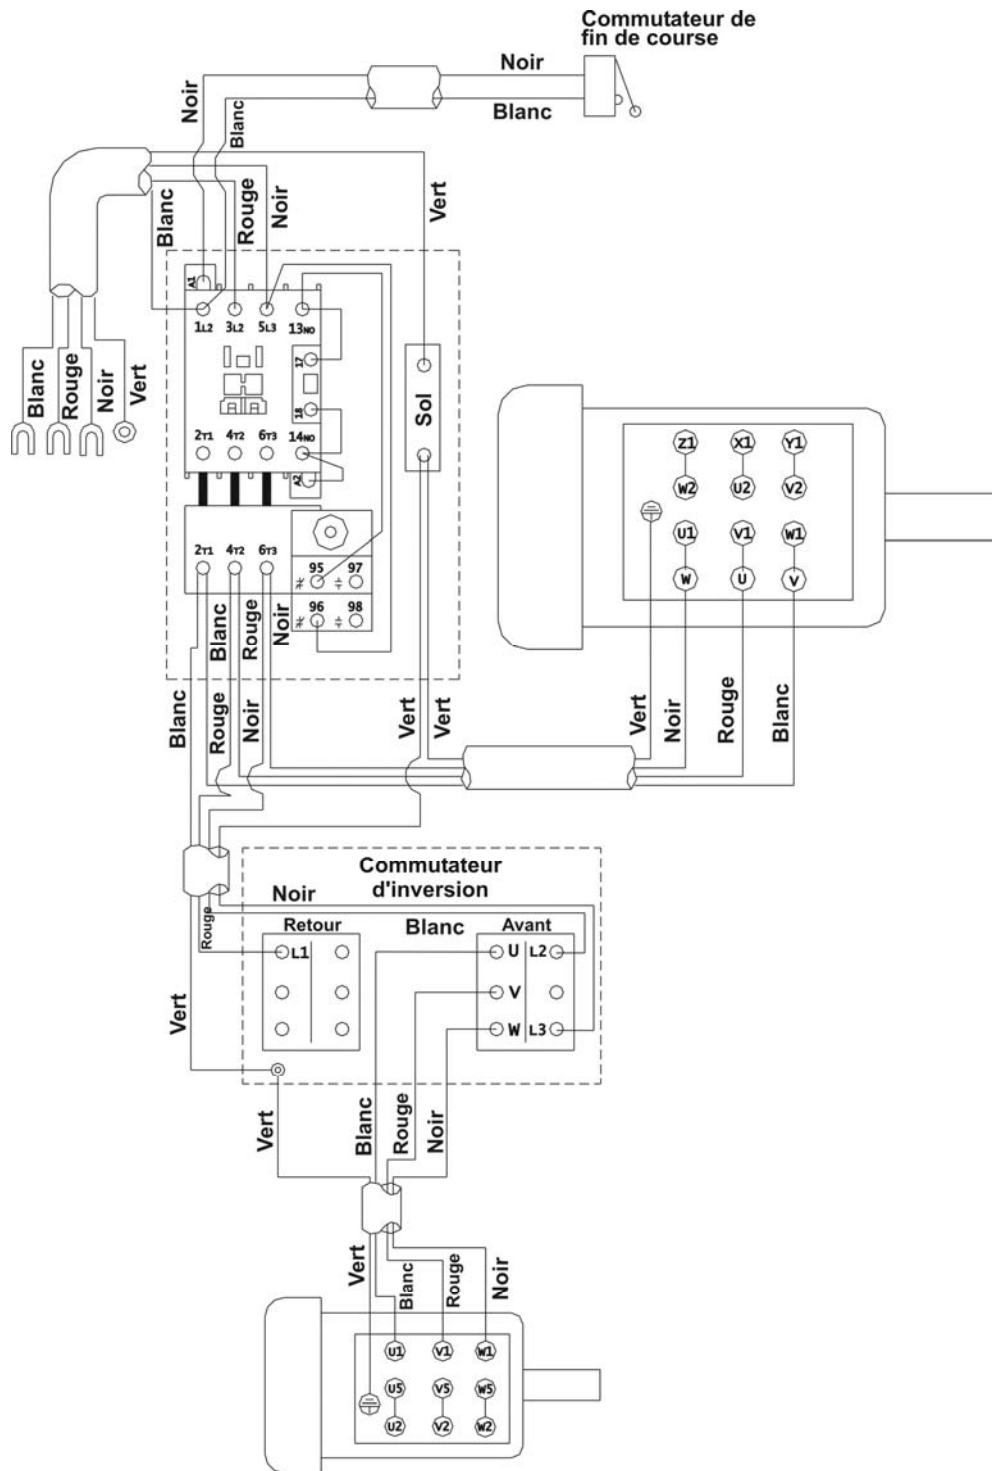 Commutateur de
fin de course
Noir
Blanc
Noir
Blanc
Vert
Blanc
Rouge
Noir
A1
1L2 3L2 5L3 13NO
17
18
2T1 4T2 6T3 14NO
A2
Sol
Blanc
Rouge
Noir
Vert
2T1 4T2 6T3
95 97
96 98
Z1 X1 Y1
W2 U2 V2
U1 V1 W1
W U V
Blanc
Rouge
Noir
Blanc
Rouge
Noir
Vert
Vert
Vert
Noir
Rouge
Blanc
Commutateur
d'inversion
Noir
Rouge
Retour
Blanc
Avant
L1
U L2
V
W L3
Vert
Vert
Blanc
Rouge
Noir
Vert
Blanc
Rouge
Noir
U1 V1 W1
U5 V5 W5
U2 V2 W2